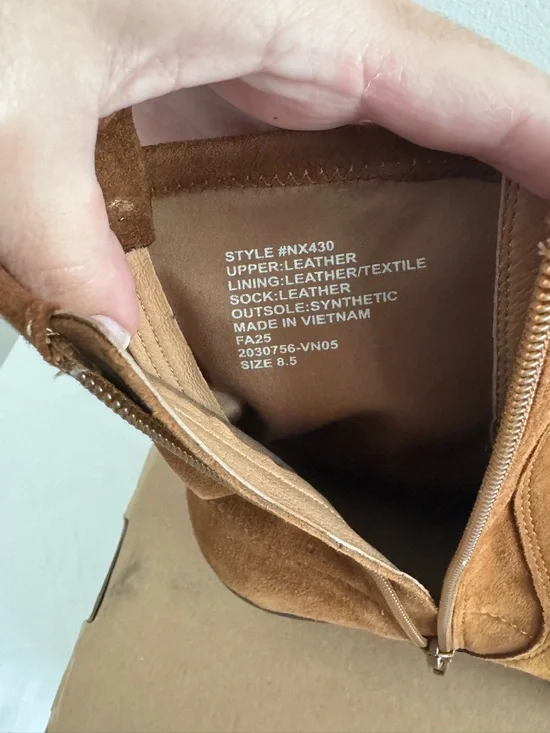 STYLE #NX430
UPPER:LEATHER
LINING:LEATHER/TEXTILE
SOCK:LEATHER
OUTSOLE:SYNTHETIC
MADE IN VIETNAM
FA25
2030756-VN05
SIZE 8.5